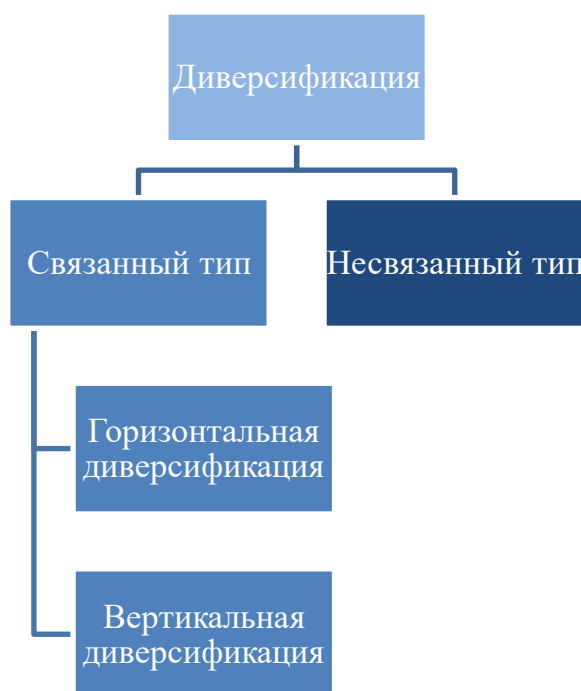 Диверсификация
Связанный тип
Несвязанный тип
Горизонтальная
диверсификация
Вертикальная
диверсификация